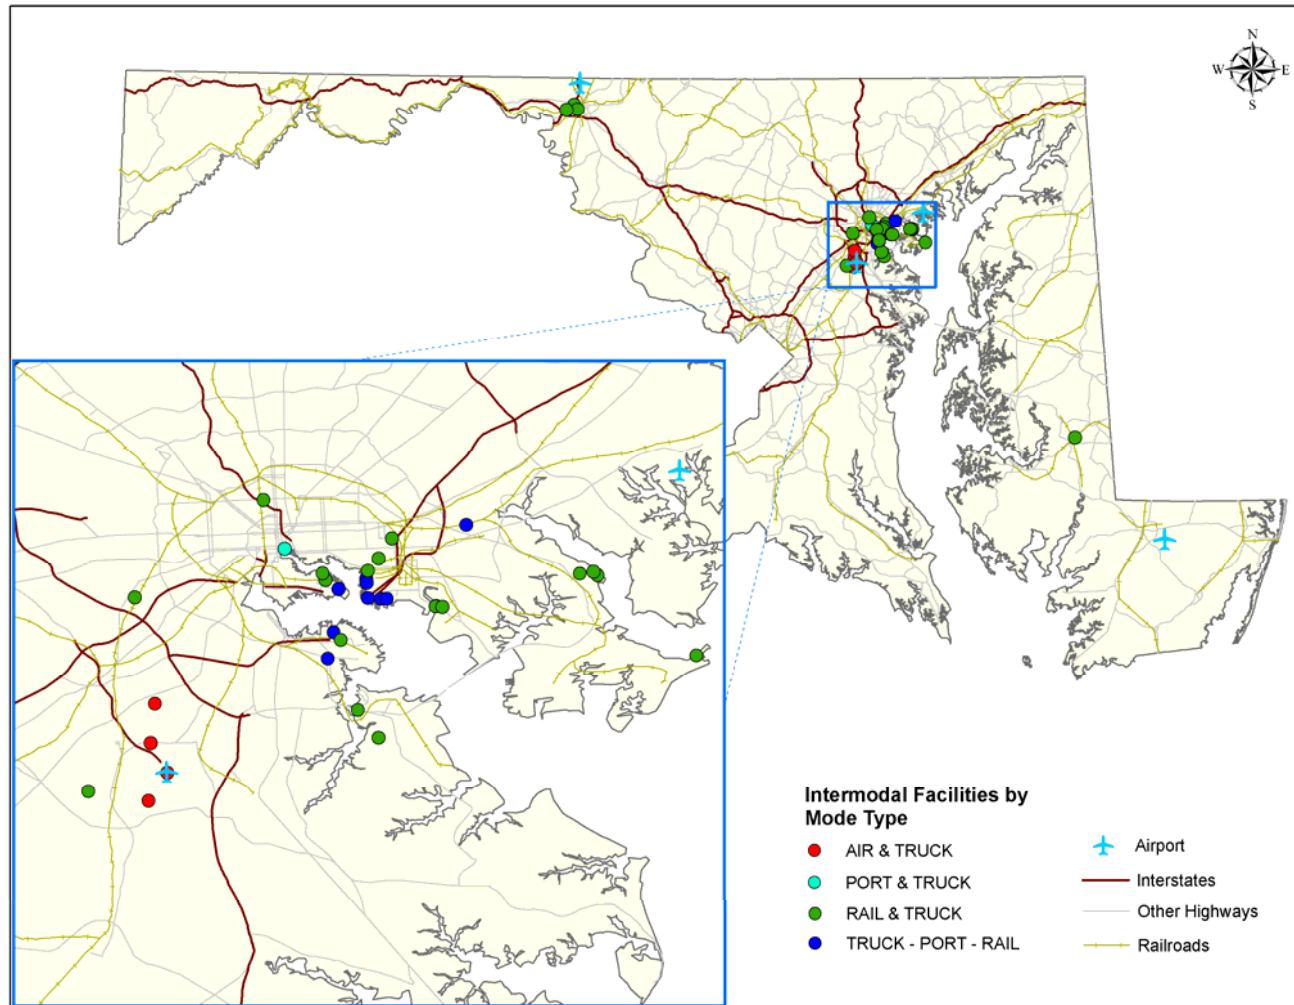 N
W E
S
Intermodal Facilities by
Mode Type
AIR & TRUCK
PORT & TRUCK
RAIL & TRUCK
TRUCK - PORT - RAIL
Airport
Interstates
Other Highways
Railroads